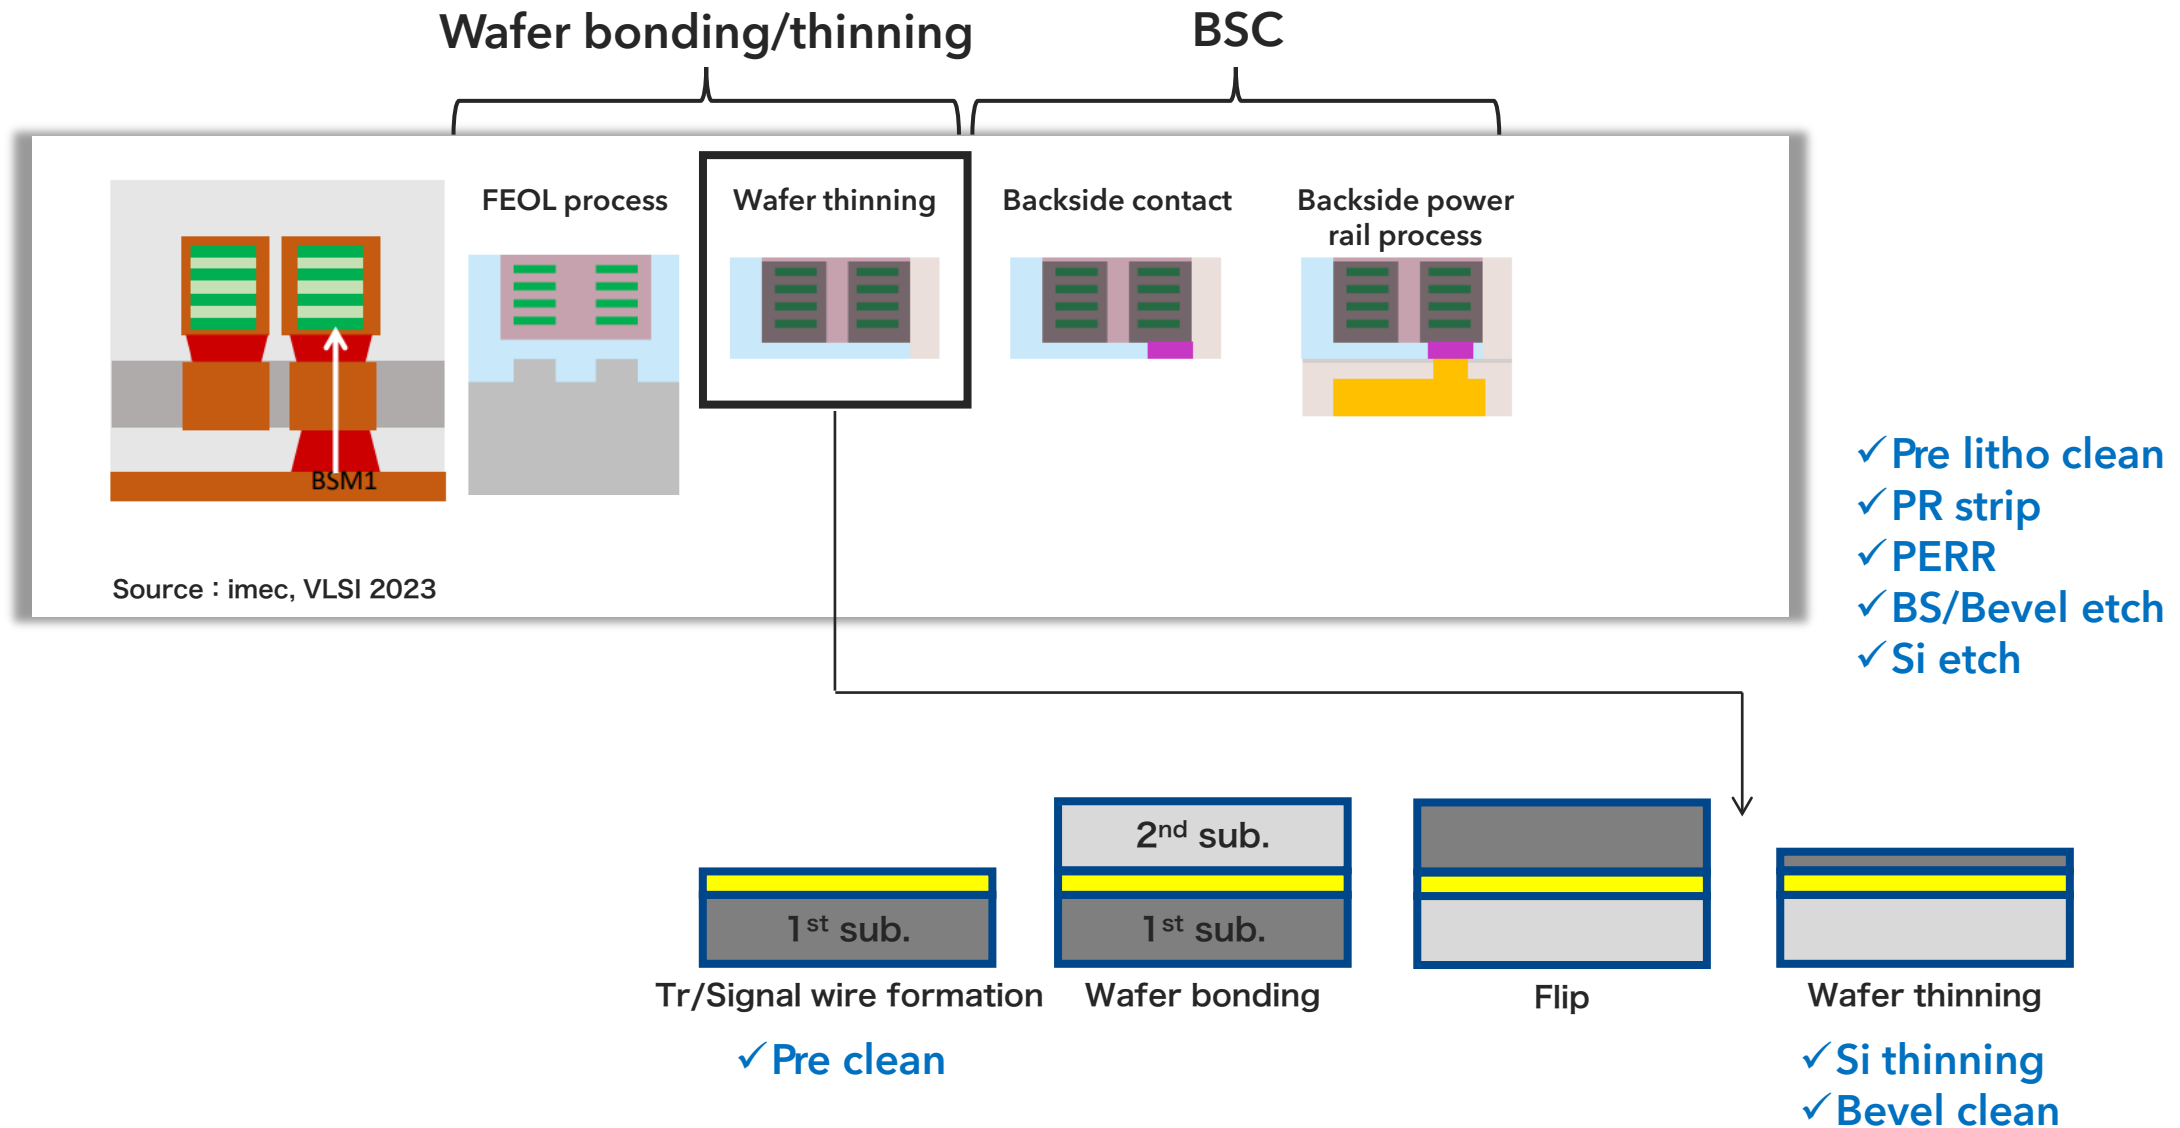 Wafer bonding/thinning
BSC
FEOL process
Wafer thinning
Backside contact
Backside power
rail process
BSM1
Source：imec, VLSI 2023
✓Pre litho clean
✓PR strip
✓PERR
✓BS/Bevel etch
✓Si etch
2nd sub.
1st sub.
1st sub.
Tr/Signal wire formation
Wafer bonding
Flip
Wafer thinning
✓Pre clean
✓Si thinning
✓Bevel clean